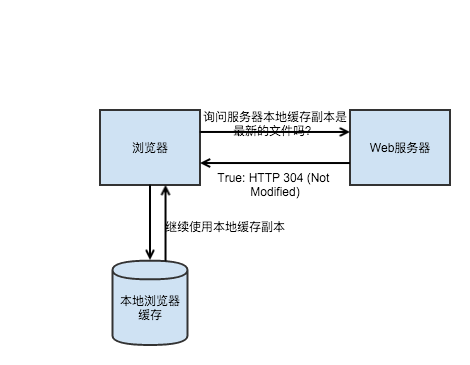 询问服务器本地缓存副本是
最新的文件吗?
浏览器
Web服务器
True: HTTP 304 (Not
Modified)
继续使用本地缓存副本
本地浏览器
缓存